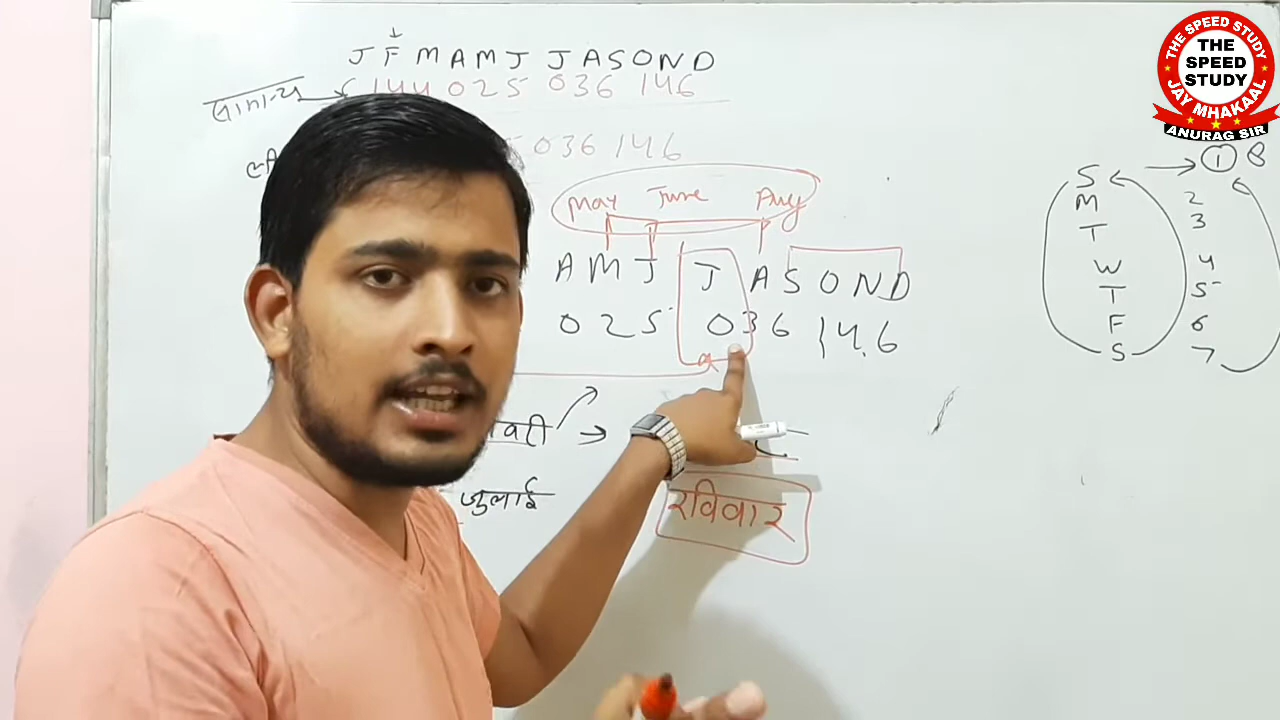 J F M A M J J A S O N D
सामान्य 144 025 036 146
036 146
May June Aug
A M J J A S O N D
0 2 5 0 3 6 1 4 6
जुलाई
रविवार
S → 1 8
M 2
T 3
W 4
T 5
F 6
S 7
THE SPEED STUDY
THE
SPEED
STUDY
JAY MHAKAAL
ANURAG SIR